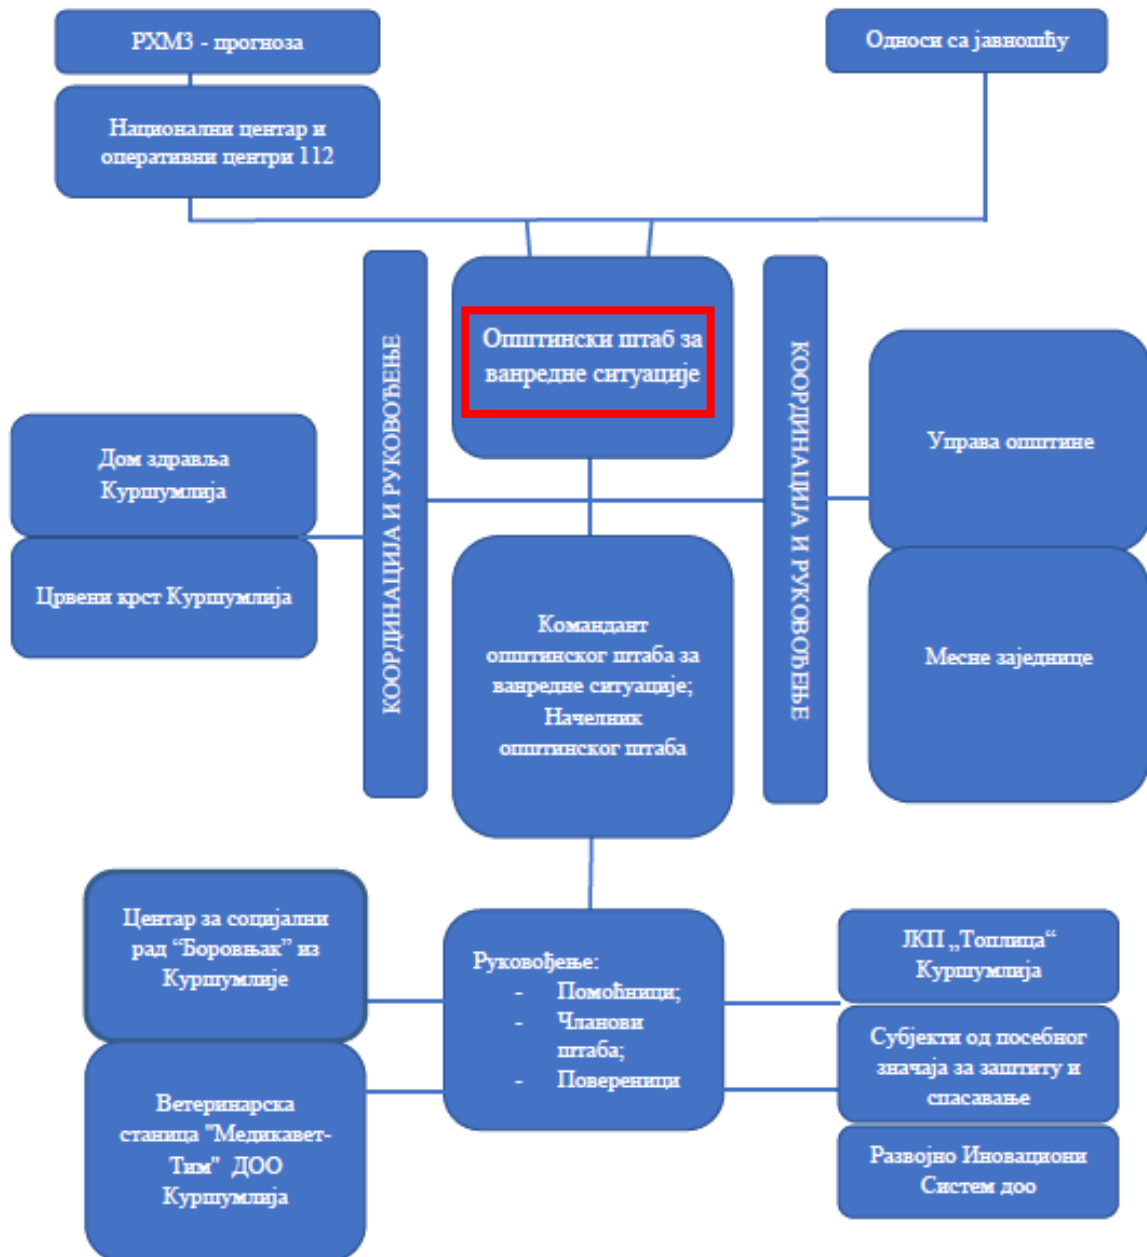 РХМЗ - прогноза
Односи са јавношћу
Национални центар и
оперативни центри 112
Општински штаб за
ванредне ситуације
КООРДИНАЦИЈА И РУКОВОЂЕЊЕ
КООРДИНАЦИЈА И РУКОВОЂЕЊЕ
Дом здравља
Куршумлија
Црвени крст Куршумлија
Управа општине
Месне заједнице
Командант
општинског штаба за
ванредне ситуације;
Начелник
општинског штаба
Центар за социјални
рад “Боровњак” из
Куршумлије
Ветеринарска
станица "Медикавет-
Тим" ДОО
Куршумлија
Руковођење:
- Помоћници;
- Чланови
штаба;
- Повереници
ЈКП „Топлица“
Куршумлија
Субјекти од посебног
значаја за заштиту и
спасавање
Развојно Иновациони
Систем доо